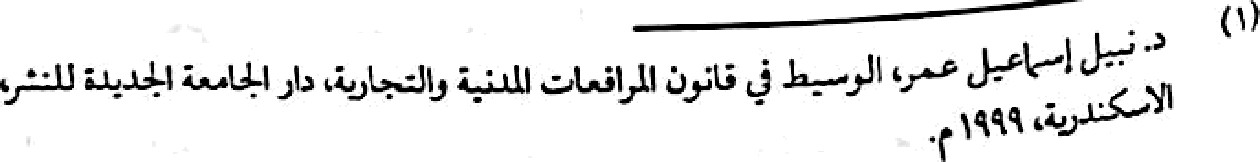 (١) د. نبيل إسماعيل عمر، الوسيط في قانون المرافعات المدنية والتجارية، دار الجامعة الجديدة للنشر،
الاسكندرية، ١٩٩٩م.